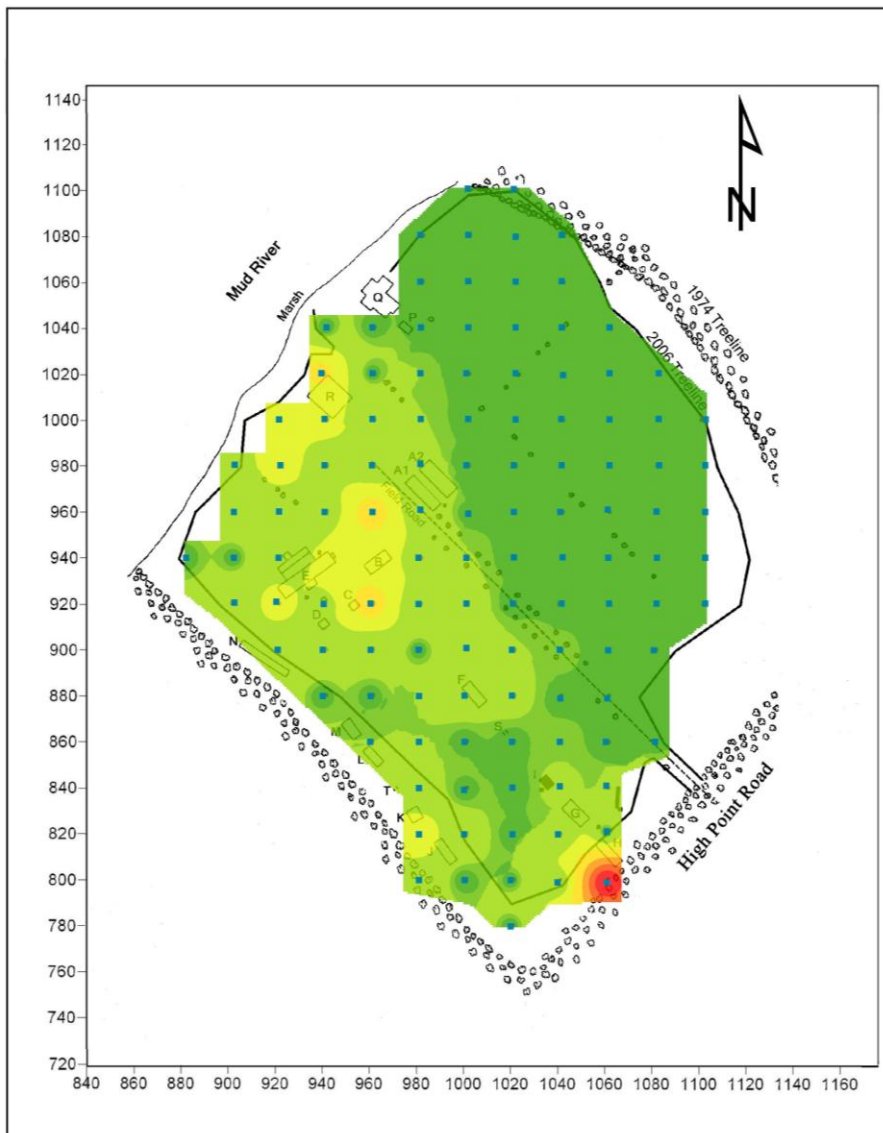 1140
1120
1100
1080
1060
1040
1020
1000
980
960
940
920
900
880
860
840
820
800
780
760
740
720
N
Mud River
Marsh
1974 Treeline
2006 Treeline
Q
P
R
A2
A1
Field Road
B
E
C
D
N
F
S
M
L
I
T
K
G
H
High Point Road
840 860 880 900 920 940 960 980 1000 1020 1040 1060 1080 1100 1120 1140 1160